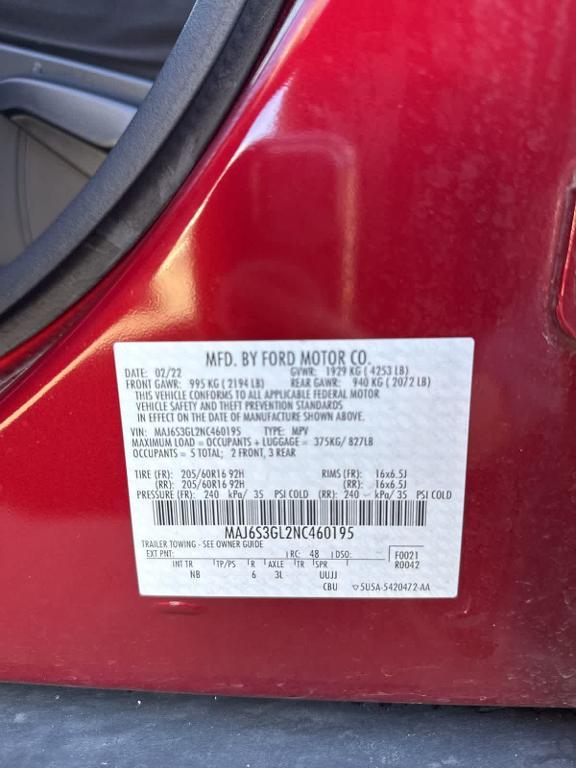 MFD. BY FORD MOTOR CO.
DATE: 02/22 GVWR: 1929 KG ( 4253 LB)
FRONT GAWR: 995 KG ( 2194 LB) REAR GAWR: 940 KG ( 2072 LB)
THIS VEHICLE CONFORMS TO ALL APPLICABLE FEDERAL MOTOR
VEHICLE SAFETY AND THEFT PREVENTION STANDARDS
IN EFFECT ON THE DATE OF MANUFACTURE SHOWN ABOVE.
VIN: MAJ6S3GL2NC460195 TYPE: MPV
MAXIMUM LOAD = OCCUPANTS + LUGGAGE = 375KG/ 827LB
OCCUPANTS = 5 TOTAL; 2 FRONT, 3 REAR
TIRE (FR): 205/60R16 92H RIMS (FR): 16x6.5J
(RR): 205/60R16 92H (RR): 16x6.5J
PRESSURE (FR): 240 kPa/ 35 PSI COLD (RR): 240 kPa/ 35 PSI COLD
MAJ6S3GL2NC460195
TRAILER TOWING - SEE OWNER GUIDE
EXT PNT: RC: 48 DSO: F0021
INT TR TP/PS R AXLE TR SPR R0042
NB 6 3L UUJJ
CBU 5U5A-5420472-AA